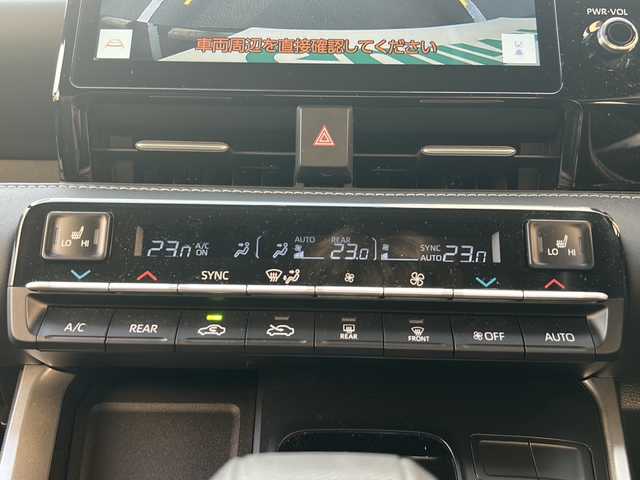 PWR•VOL
車両周辺を直接確認してください
LO HI
23.0 A/C ON
AUTO REAR 23.0
SYNC AUTO 23.0
LO HI
SYNC
A/C
REAR
REAR
FRONT
OFF
AUTO